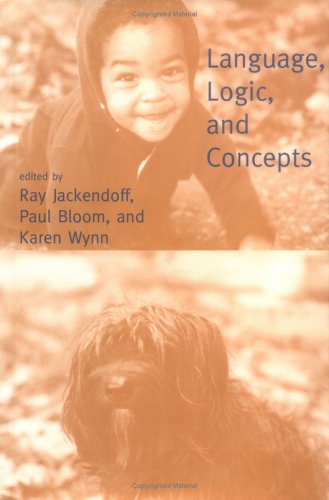 Language,
Logic,
and
Concepts
edited by
Ray Jackendoff,
Paul Bloom, and
Karen Wynn